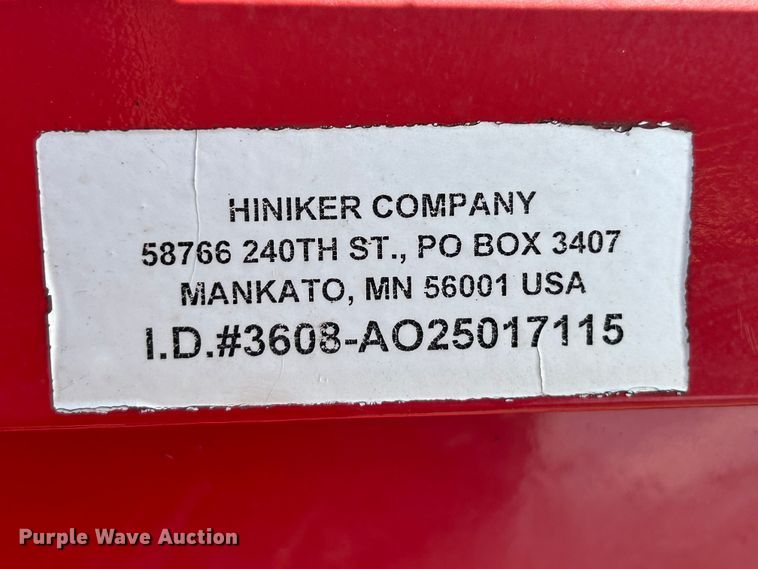 HINIKER COMPANY
58766 240TH ST., PO BOX 3407
MANKATO, MN 56001 USA
I.D.#3608-AO25017115
Purple Wave Auction